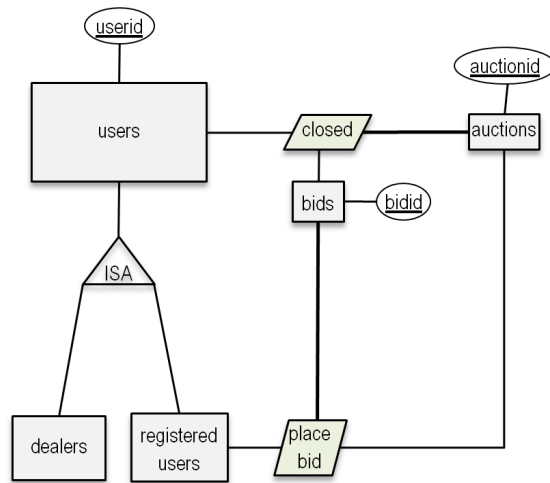 userid
auctionid
users
closed
auctions
bids
bidid
ISA
dealers
registered
users
place
bid